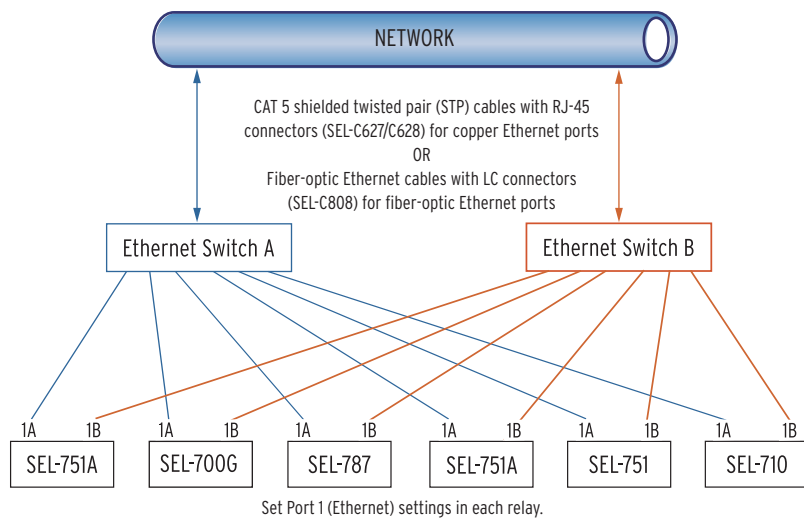 NETWORK
CAT 5 shielded twisted pair (STP) cables with RJ-45
connectors (SEL-C627/C628) for copper Ethernet ports
OR
Fiber-optic Ethernet cables with LC connectors
(SEL-C808) for fiber-optic Ethernet ports
Ethernet Switch A
Ethernet Switch B
1A 1B 1A 1B 1A 1B 1A 1B 1A 1B 1A 1B
SEL-751A SEL-700G SEL-787 SEL-751A SEL-751 SEL-710
Set Port 1 (Ethernet) settings in each relay.